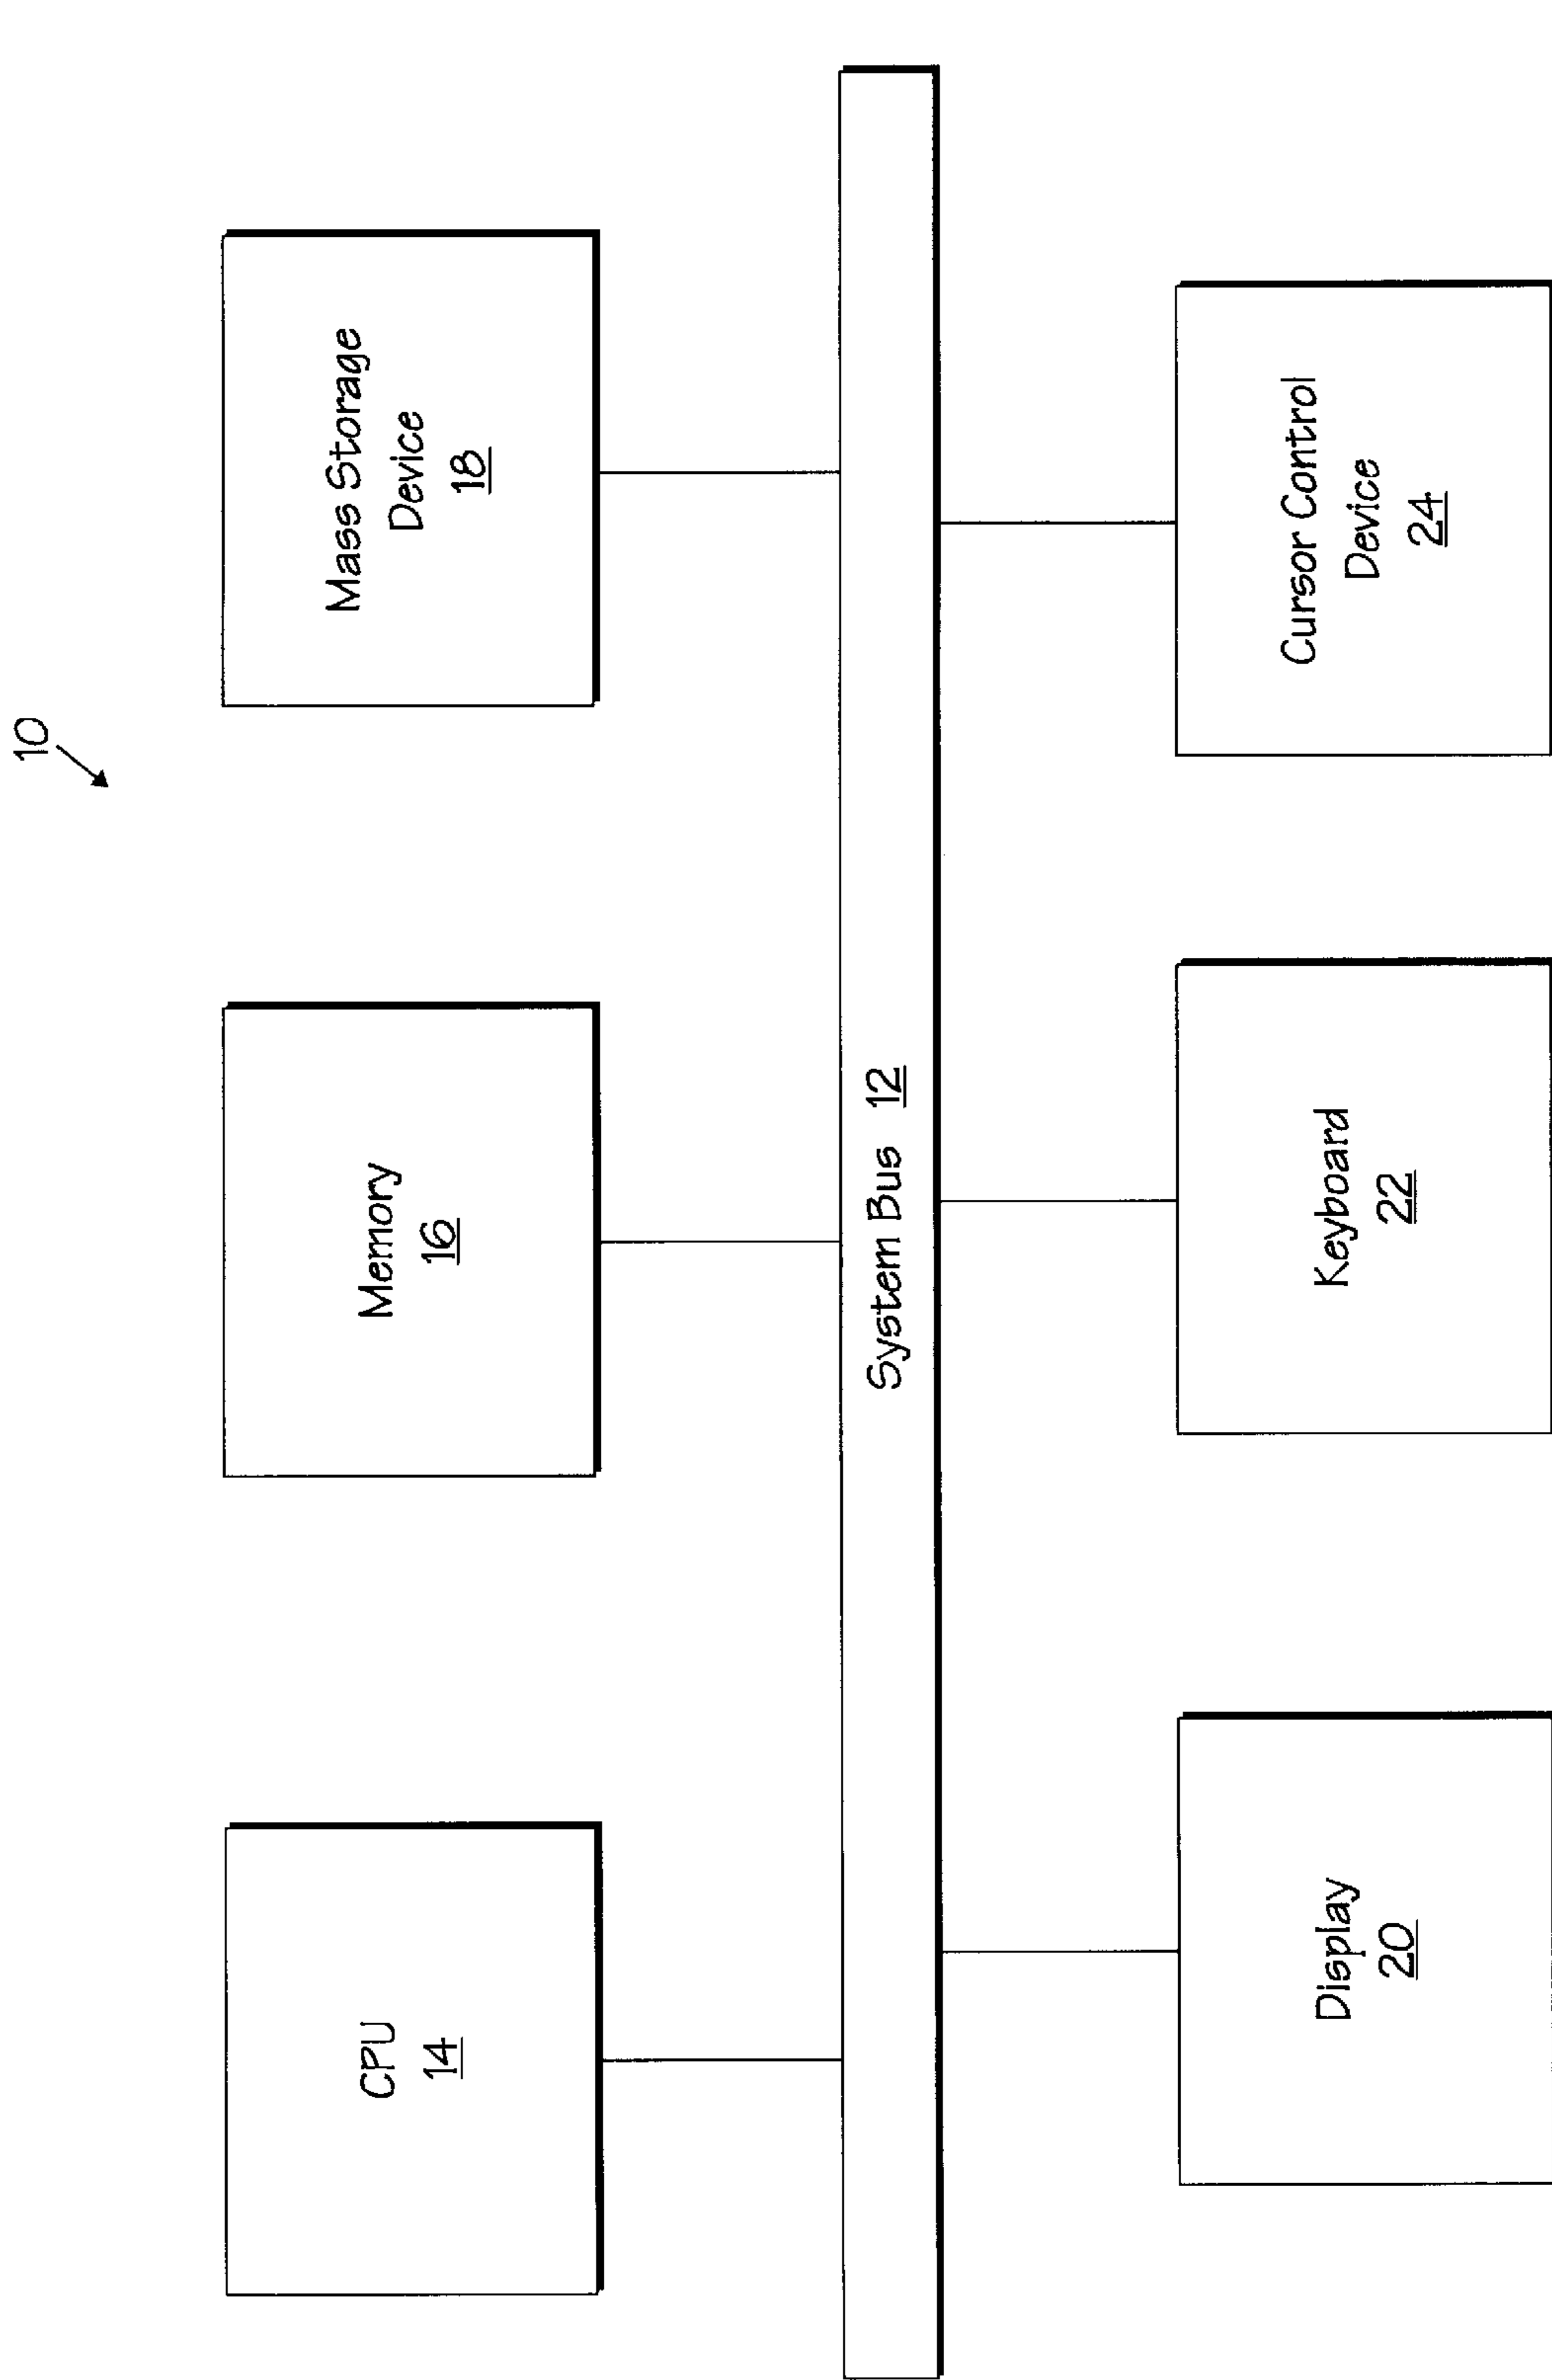 10
CPU
14
Memory
16
Mass Storage
Device
18
System Bus 12
Display
20
Keyboard
22
Cursor Control
Device
24